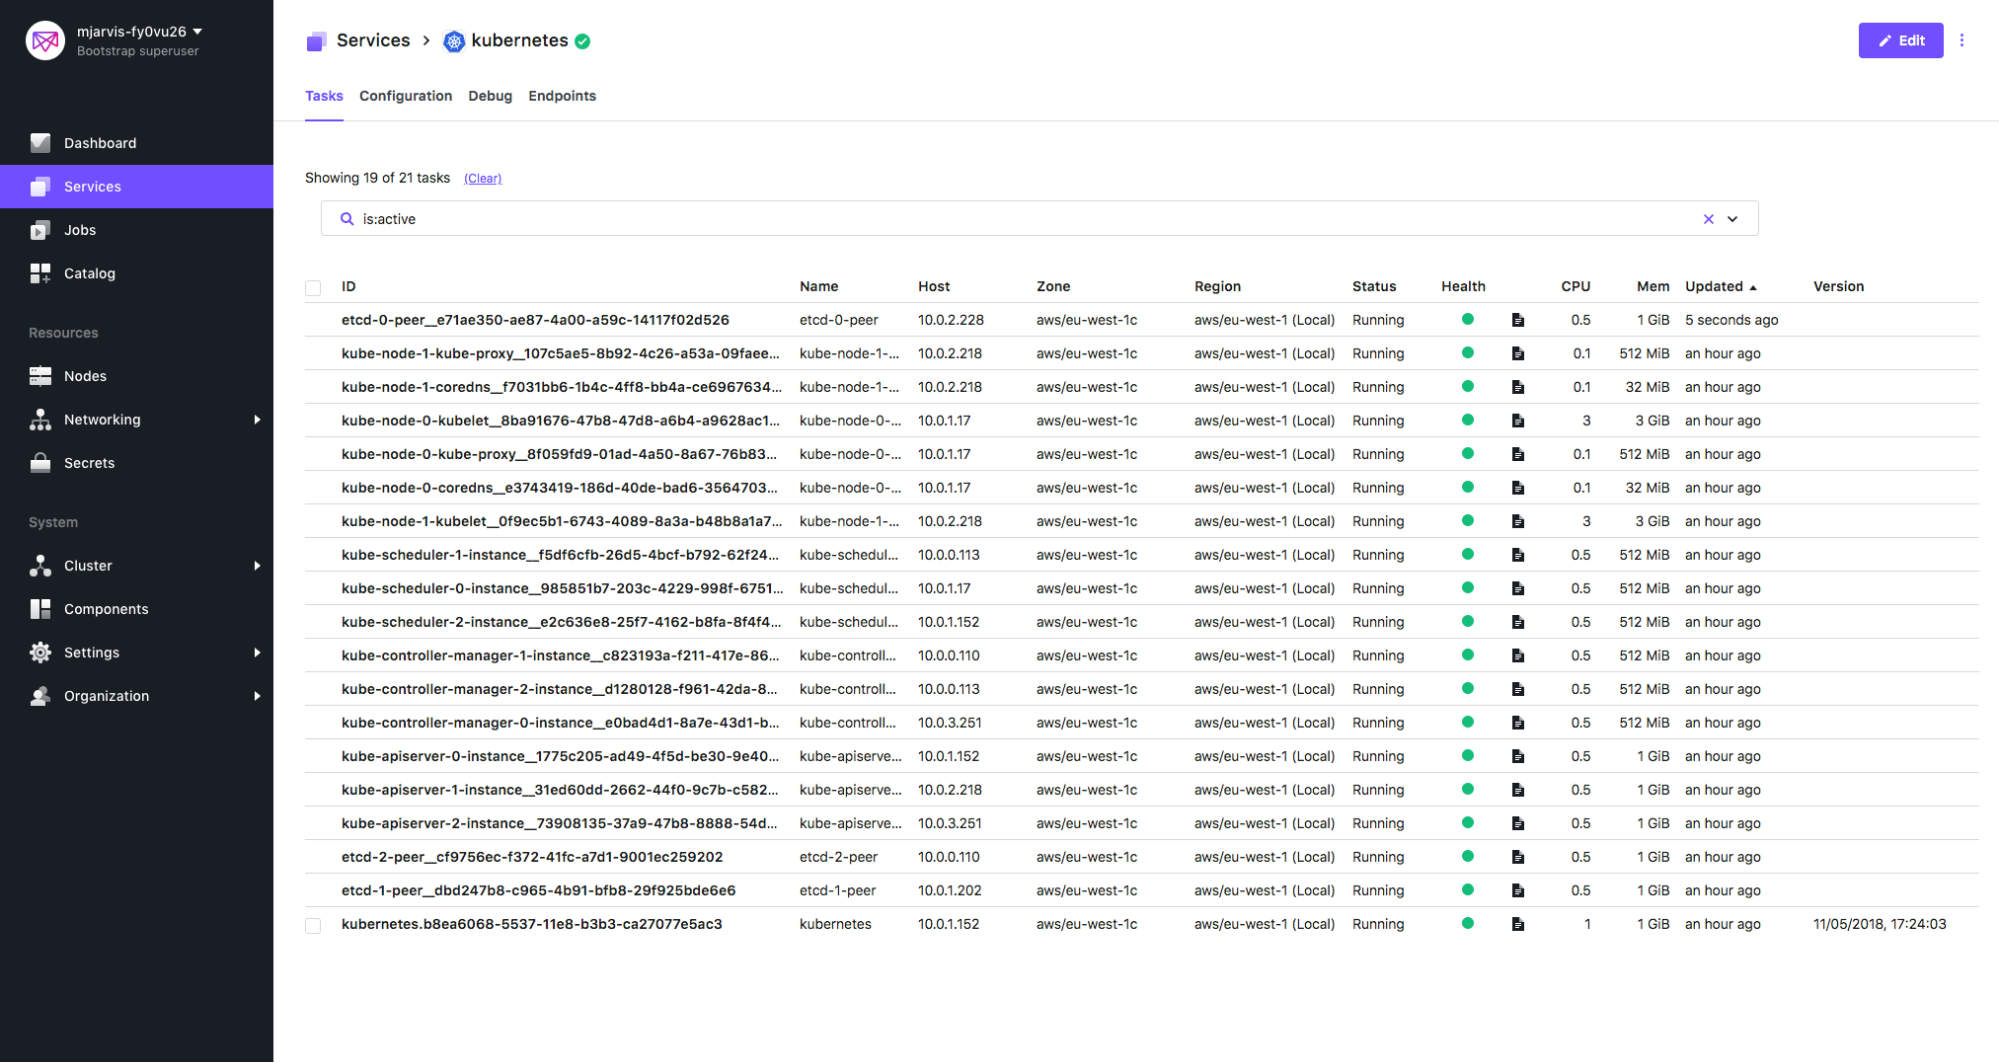 mjarvis-fy0vu26
Bootstrap superuser
Dashboard
Services
Jobs
Catalog
Resources
Nodes
Networking
Secrets
System
Cluster
Components
Settings
Organization
Services > kubernetes
Edit
Tasks Configuration Debug Endpoints
Showing 19 of 21 tasks (Clear)
is:active
ID Name Host Zone Region Status Health CPU Mem Updated Version
etcd-0-peer__e71ae350-ae87-4a00-a59c-14117f02d526 etcd-0-peer 10.0.2.228 aws/eu-west-1c aws/eu-west-1 (Local) Running 0.5 1 GiB 5 seconds ago
kube-node-1-kube-proxy__107c5ae5-8b92-4c26-a53a-09faee... kube-node-1-... 10.0.2.218 aws/eu-west-1c aws/eu-west-1 (Local) Running 0.1 512 MiB an hour ago
kube-node-1-coredns__f7031bb6-1b4c-4ff8-bb4a-ce6967634... kube-node-1-... 10.0.2.218 aws/eu-west-1c aws/eu-west-1 (Local) Running 0.1 32 MiB an hour ago
kube-node-0-kubelet__8ba91676-47b8-47d8-a6b4-a9628ac1... kube-node-0-... 10.0.1.17 aws/eu-west-1c aws/eu-west-1 (Local) Running 3 3 GiB an hour ago
kube-node-0-kube-proxy__8f059fd9-01ad-4a50-8a67-76b83... kube-node-0-... 10.0.1.17 aws/eu-west-1c aws/eu-west-1 (Local) Running 0.1 512 MiB an hour ago
kube-node-0-coredns__e3743419-186d-40de-bad6-3564703... kube-node-0-... 10.0.1.17 aws/eu-west-1c aws/eu-west-1 (Local) Running 0.1 32 MiB an hour ago
kube-node-1-kubelet__0f9ec5b1-6743-4089-8a3a-b48b8a1a7... kube-node-1-... 10.0.2.218 aws/eu-west-1c aws/eu-west-1 (Local) Running 3 3 GiB an hour ago
kube-scheduler-1-instance__f5df6cfb-26d5-4bcf-b792-62f24... kube-schedul... 10.0.0.113 aws/eu-west-1c aws/eu-west-1 (Local) Running 0.5 512 MiB an hour ago
kube-scheduler-0-instance__985851b7-203c-4229-998f-6751... kube-schedul... 10.0.1.17 aws/eu-west-1c aws/eu-west-1 (Local) Running 0.5 512 MiB an hour ago
kube-scheduler-2-instance__e2c636e8-25f7-4162-b8fa-8f4f4... kube-schedul... 10.0.1.152 aws/eu-west-1c aws/eu-west-1 (Local) Running 0.5 512 MiB an hour ago
kube-controller-manager-1-instance__c823193a-f211-417e-86... kube-controll... 10.0.0.110 aws/eu-west-1c aws/eu-west-1 (Local) Running 0.5 512 MiB an hour ago
kube-controller-manager-2-instance__d1280128-f961-42da-8... kube-controll... 10.0.0.113 aws/eu-west-1c aws/eu-west-1 (Local) Running 0.5 512 MiB an hour ago
kube-controller-manager-0-instance__e0bad4d1-8a7e-43d1-b... kube-controll... 10.0.3.251 aws/eu-west-1c aws/eu-west-1 (Local) Running 0.5 512 MiB an hour ago
kube-apiserver-0-instance__1775c205-ad49-4f5d-be30-9e40... kube-apiserve... 10.0.1.152 aws/eu-west-1c aws/eu-west-1 (Local) Running 0.5 1 GiB an hour ago
kube-apiserver-1-instance__31ed60dd-2662-44f0-9c7b-c582... kube-apiserve... 10.0.2.218 aws/eu-west-1c aws/eu-west-1 (Local) Running 0.5 1 GiB an hour ago
kube-apiserver-2-instance__73908135-37a9-47b8-8888-54d... kube-apiserve... 10.0.3.251 aws/eu-west-1c aws/eu-west-1 (Local) Running 0.5 1 GiB an hour ago
etcd-2-peer__cf9756ec-f372-41fc-a7d1-9001ec259202 etcd-2-peer 10.0.0.110 aws/eu-west-1c aws/eu-west-1 (Local) Running 0.5 1 GiB an hour ago
etcd-1-peer__dbd247b8-c965-4b91-bfb8-29f925bde6e6 etcd-1-peer 10.0.1.202 aws/eu-west-1c aws/eu-west-1 (Local) Running 0.5 1 GiB an hour ago
kubernetes.b8ea6068-5537-11e8-b3b3-ca27077e5ac3 kubernetes 10.0.1.152 aws/eu-west-1c aws/eu-west-1 (Local) Running 1 1 GiB an hour ago 11/05/2018, 17:24:03